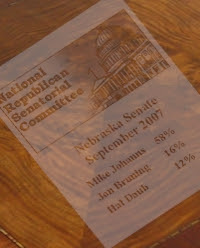 National
Republican
Senatorial
Committee
Nebraska Senate
September 2007
Mike Johanns 58%
Jon Bruning 16%
Hal Daub 12%